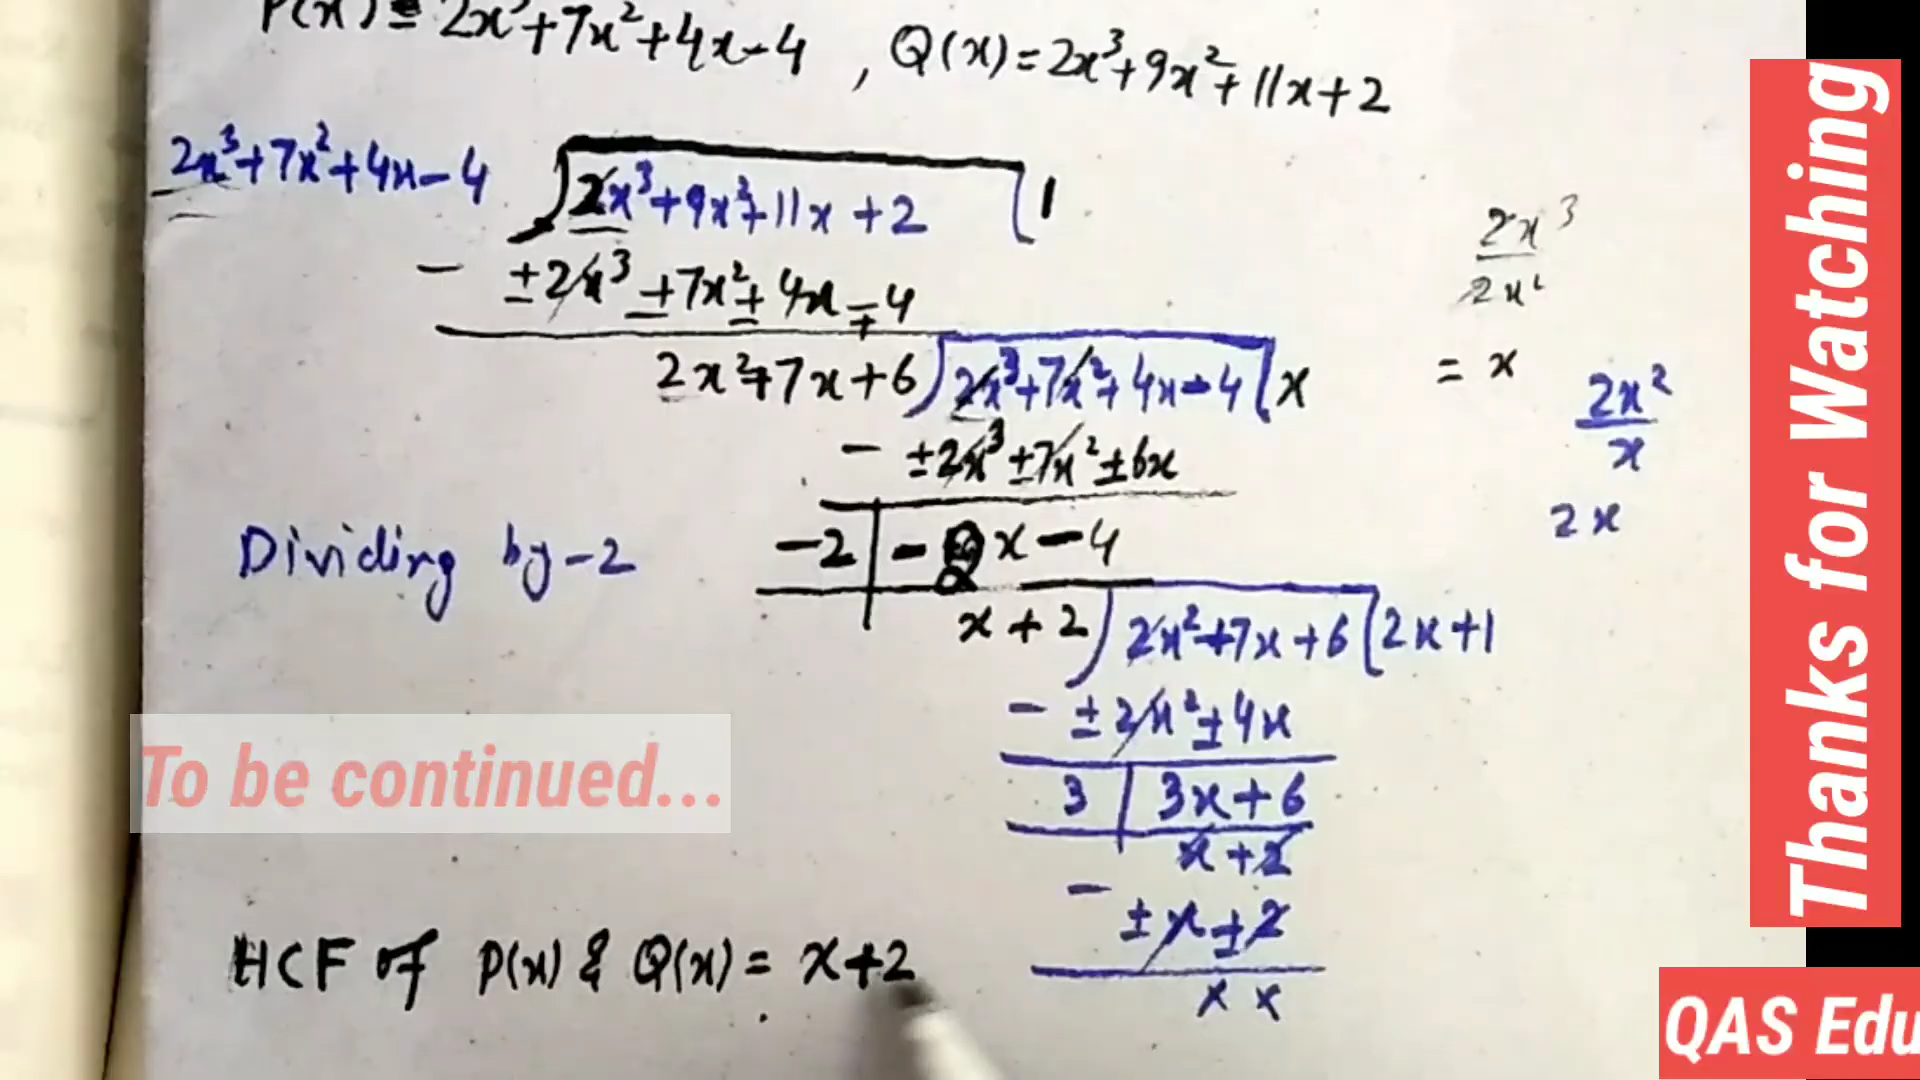 P(x) = 2x³+7x²+4x-4 , Q(x)=2x³+9x²+11x+2
2x³+7x²+4x-4 ) 2x³+9x²+11x+2 ( 1
- ±2x³ ±7x² ± 4x ∓ 4
2x²+7x+6 ) 2x³+7x²+4x-4 ( x
- ±2x³ ±7x² ±6x
Dividing by -2
-2 | - 2x - 4
x+2 ) 2x²+7x+6 ( 2x+1
- ±2x² ±4x
3 | 3x+6
x+2
- ±x ±2
x x
HCF of P(x) & Q(x) = x+2
2x³
2x²
= x
2x²
x
2x
To be continued...
Thanks for Watching
QAS Edu